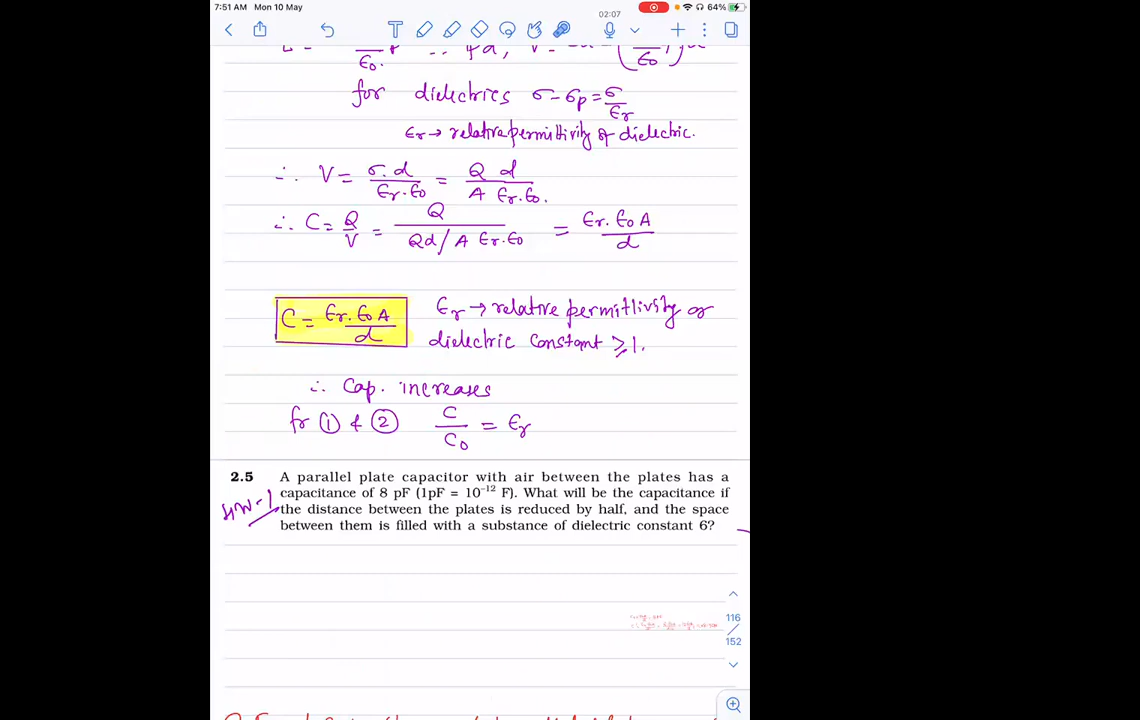 7:51 AM Mon 10 May
02:07
64%
ϵ0.
ϵ0
for dielectrics σ - σp = σ/ϵr
ϵr → relative permittivity of dielectric.
∴ V = σ.d/ϵr.ϵ0 = Q d/A ϵr.ϵ0.
∴ C = Q/V = Q/Qd/A ϵr.ϵ0 = ϵr.ϵ0 A/d
C = ϵr.ϵ0 A/d ϵr → relative permittivity or
dielectric constant ≥ 1.
∴ Cap. increases
fr ① & ② C/C0 = ϵr
2.5 A parallel plate capacitor with air between the plates has a
capacitance of 8 pF (1pF = 10⁻¹² F). What will be the capacitance if
HW-1 the distance between the plates is reduced by half, and the space
between them is filled with a substance of dielectric constant 6?
116
152